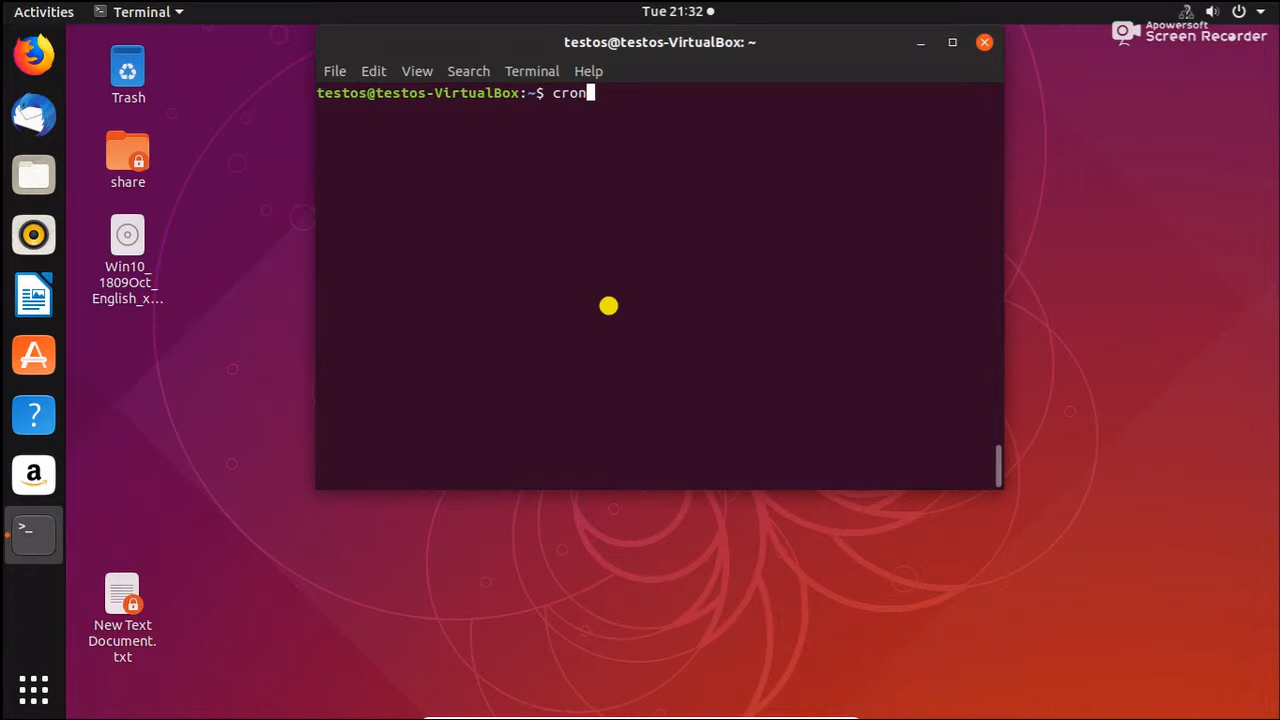 Activities
Terminal
Tue 21:32
Apowersoft
Screen Recorder
testos@testos-VirtualBox: ~
File Edit View Search Terminal Help
testos@testos-VirtualBox:~$ cron
Trash
share
Win10_
1809Oct_
English_x…
New Text
Document.
txt